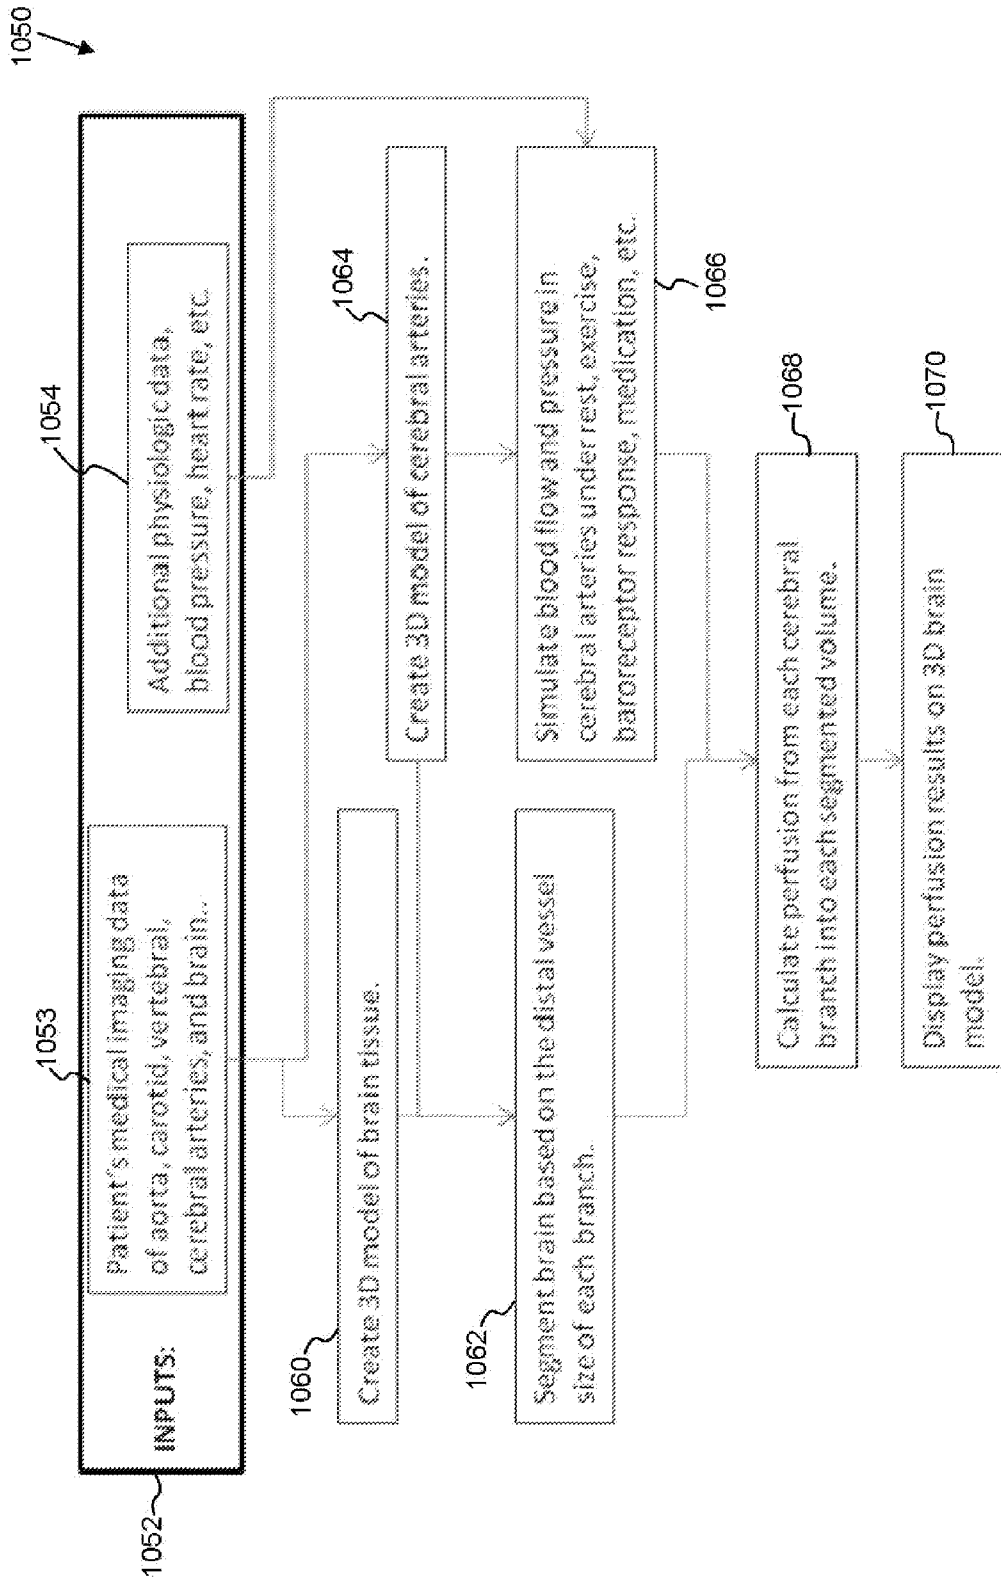 1050
1052
INPUTS:
1053
Patient's medical imaging data
of aorta, carotid, vertebral,
cerebral arteries, and brain..
1054
Additional physiologic data,
blood pressure, heart rate, etc.
1060
Create 3D model of brain tissue.
1064
Create 3D model of cerebral arteries.
1062
Segment brain based on the distal vessel
size of each branch.
Simulate blood flow and pressure in
cerebral arteries under rest, exercise,
baroreceptor response, medication, etc.
1066
1068
Calculate perfusion from each cerebral
branch into each segmented volume.
1070
Display perfusion results on 3D brain
model.